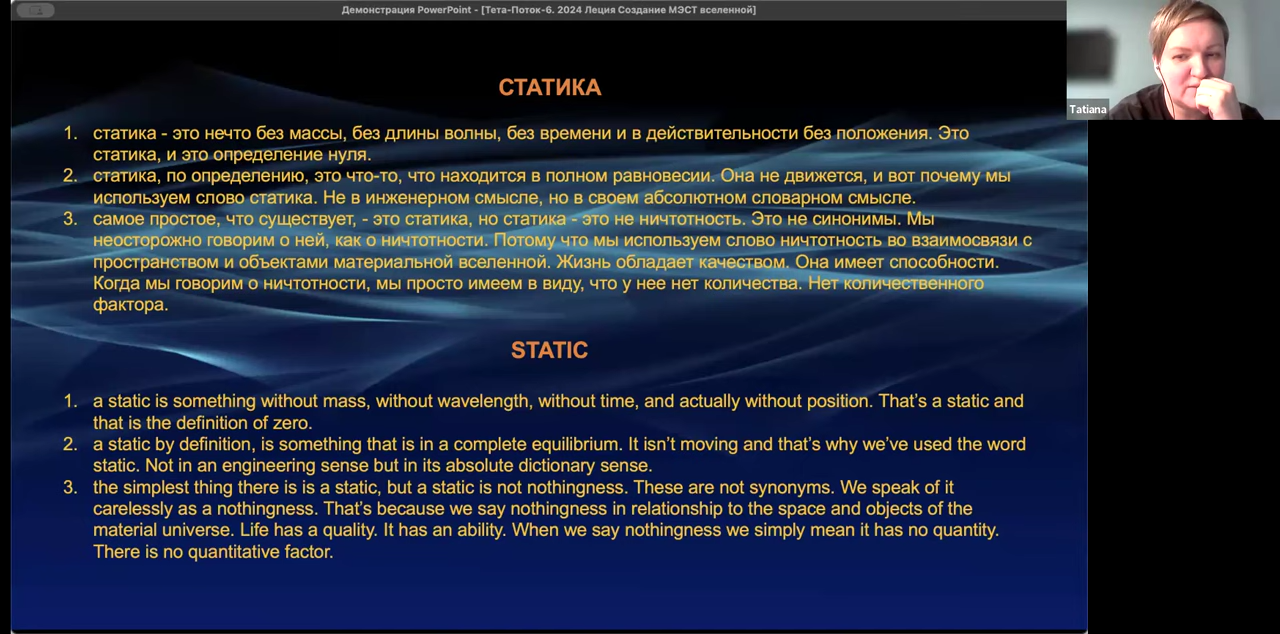 Демонстрация PowerPoint - [Тета-Поток-6. 2024 Леция Создание МЭСТ вселенной]
Tatiana
СТАТИКА
1. статика - это нечто без массы, без длины волны, без времени и в действительности без положения. Это
статика, и это определение нуля.
2. статика, по определению, это что-то, что находится в полном равновесии. Она не движется, и вот почему мы
используем слово статика. Не в инженерном смысле, но в своем абсолютном словарном смысле.
3. самое простое, что существует, - это статика, но статика - это не ничтотность. Это не синонимы. Мы
неосторожно говорим о ней, как о ничтотности. Потому что мы используем слово ничтотность во взаимосвязи с
пространством и объектами материальной вселенной. Жизнь обладает качеством. Она имеет способности.
Когда мы говорим о ничтотности, мы просто имеем в виду, что у нее нет количества. Нет количественного
фактора.
STATIC
1. a static is something without mass, without wavelength, without time, and actually without position. That's a static and
that is the definition of zero.
2. a static by definition, is something that is in a complete equilibrium. It isn't moving and that's why we've used the word
static. Not in an engineering sense but in its absolute dictionary sense.
3. the simplest thing there is is a static, but a static is not nothingness. These are not synonyms. We speak of it
carelessly as a nothingness. That's because we say nothingness in relationship to the space and objects of the
material universe. Life has a quality. It has an ability. When we say nothingness we simply mean it has no quantity.
There is no quantitative factor.